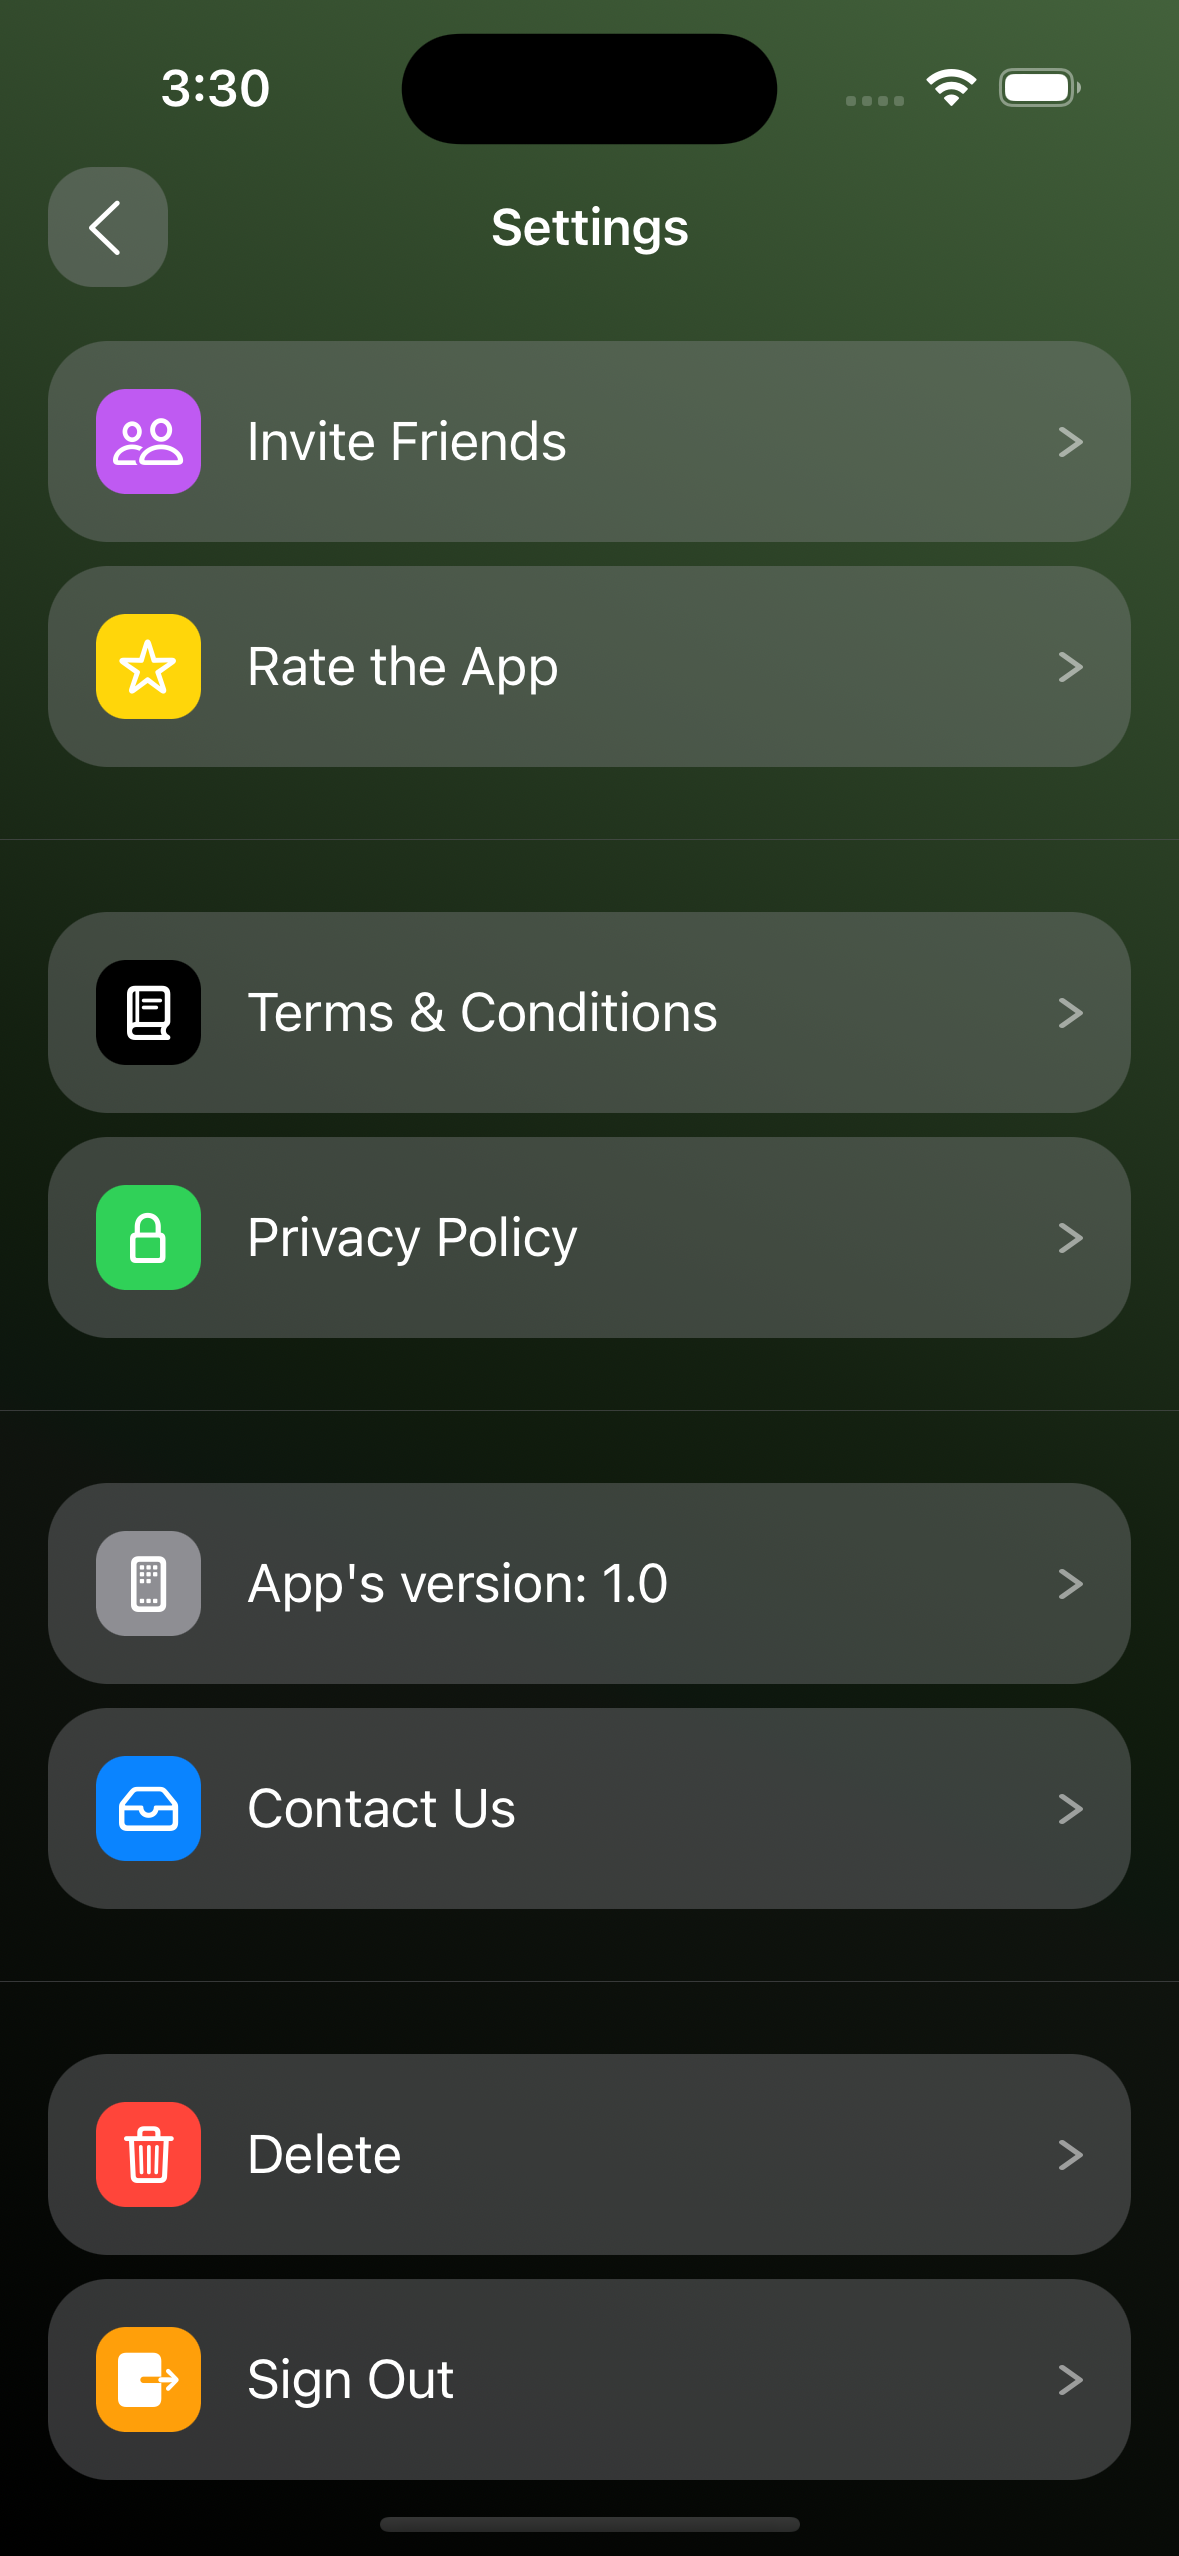 3:30
Settings
Invite Friends
Rate the App
Terms & Conditions
Privacy Policy
App's version: 1.0
Contact Us
Delete
Sign Out